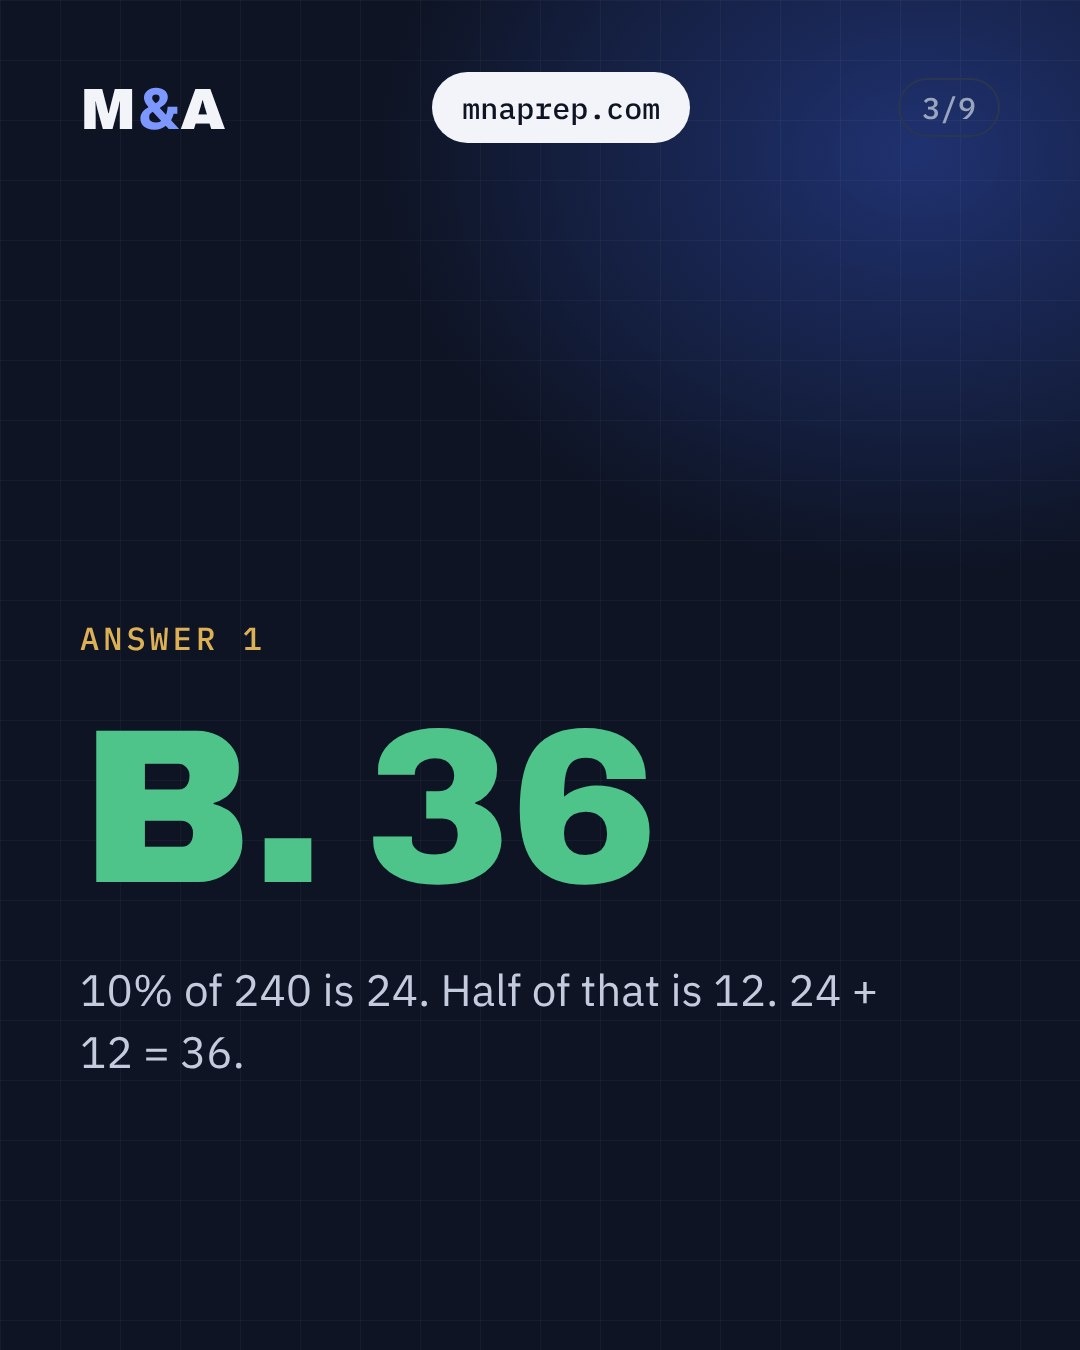 M&A
mnaprep.com
3/9
ANSWER 1
B. 36
10% of 240 is 24. Half of that is 12. 24 +
12 = 36.